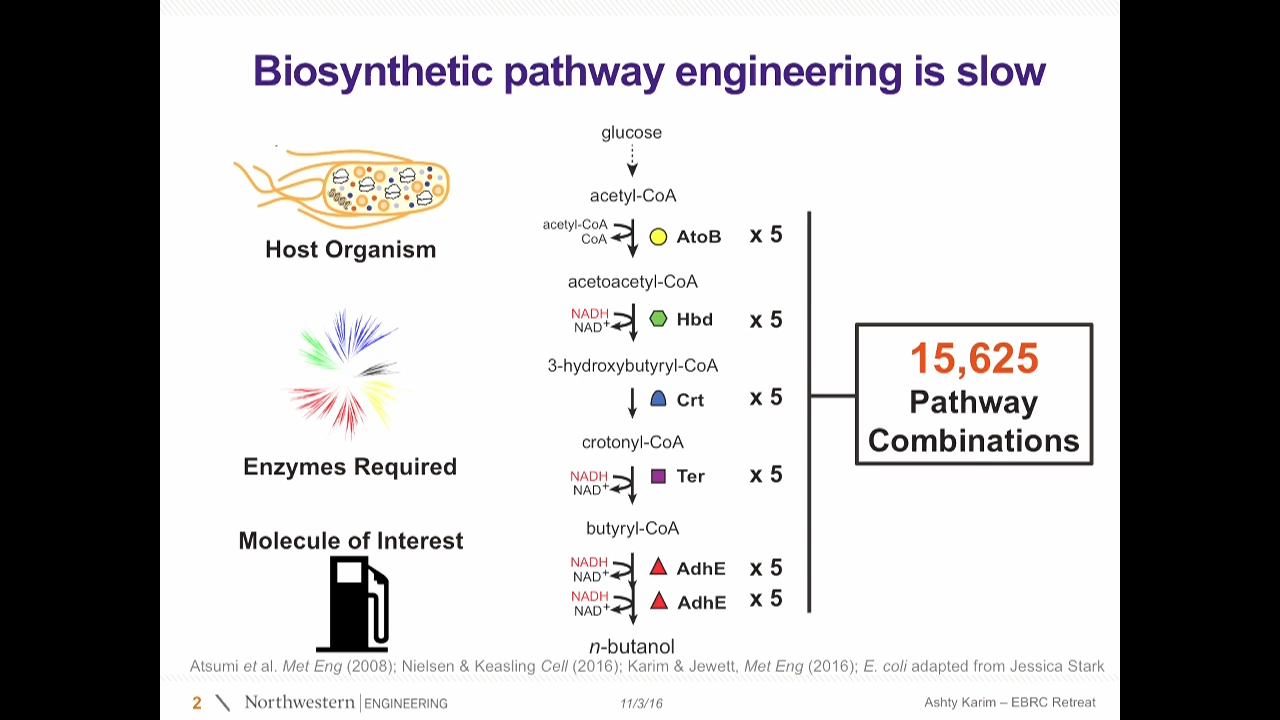 Biosynthetic pathway engineering is slow
Host Organism
Enzymes Required
Molecule of Interest
glucose
acetyl-CoA
acetyl-CoA
CoA
AtoB x 5
acetoacetyl-CoA
NADH
NAD+
Hbd x 5
3-hydroxybutyryl-CoA
Crt x 5
crotonyl-CoA
NADH
NAD+
Ter x 5
butyryl-CoA
NADH
NAD+
AdhE x 5
NADH
NAD+
AdhE x 5
n-butanol
15,625
Pathway
Combinations
Atsumi et al. Met Eng (2008); Nielsen & Keasling Cell (2016); Karim & Jewett, Met Eng (2016); E. coli adapted from Jessica Stark
2 Northwestern | ENGINEERING 11/3/16 Ashty Karim – EBRC Retreat